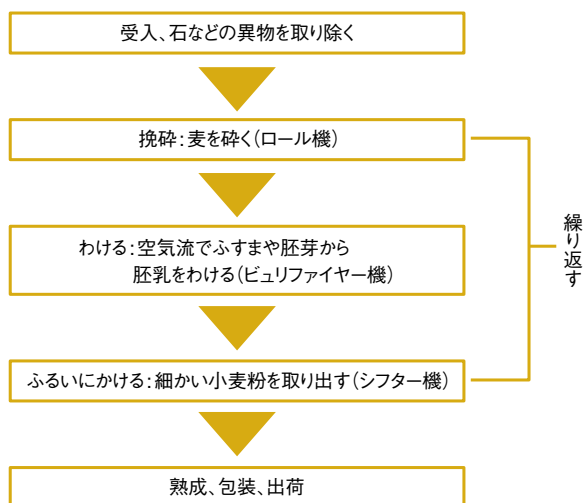 受入、石などの異物を取り除く
挽砕：麦を砕く（ロール機）
わける：空気流でふすまや胚芽から
胚乳をわける（ピュリファイヤー機）
ふるいにかける：細かい小麦粉を取り出す（シフター機）
熟成、包装、出荷
繰り返す